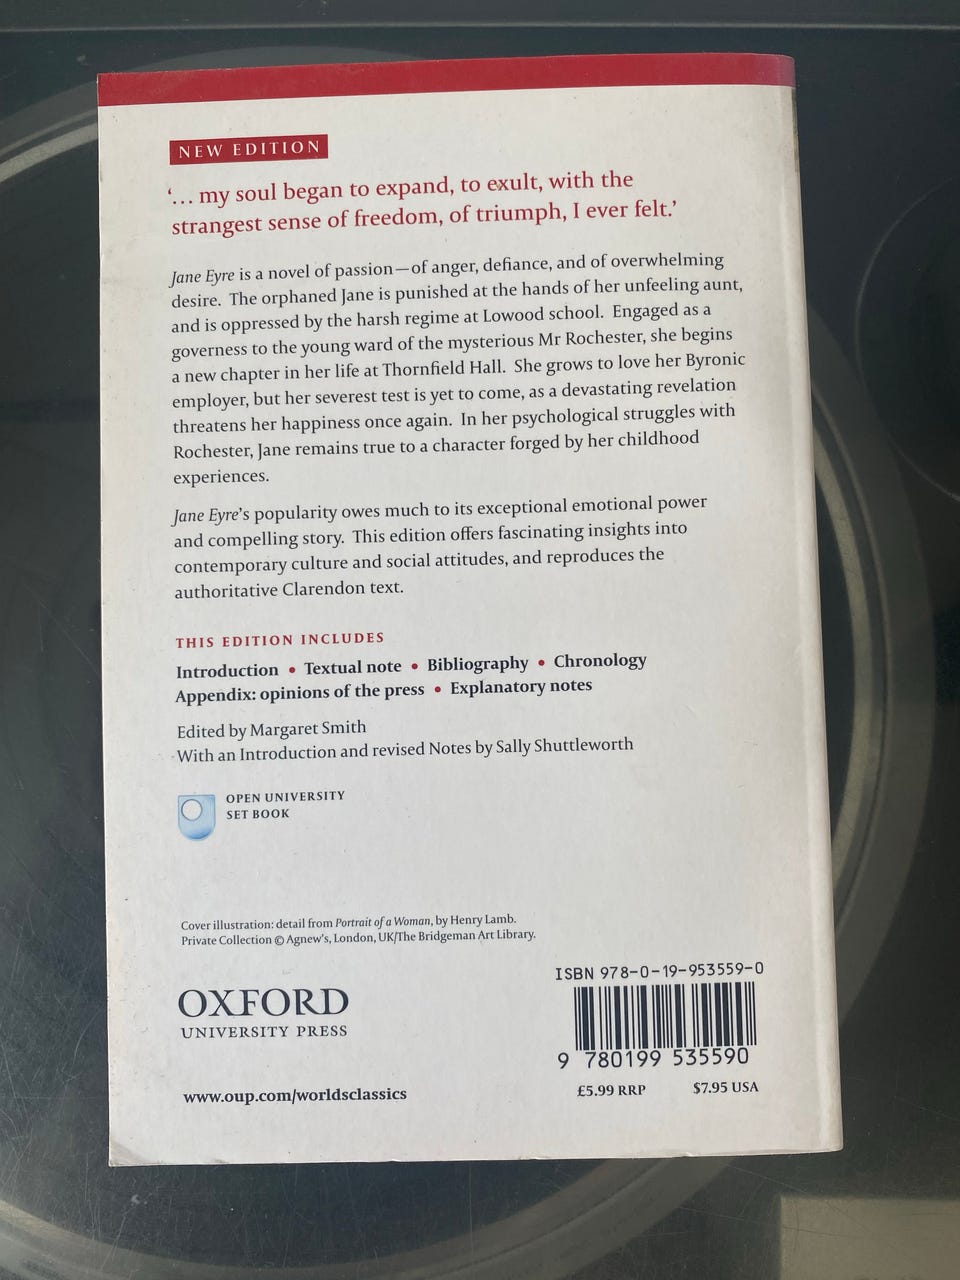 NEW EDITION
‘… my soul began to expand, to exult, with the
strangest sense of freedom, of triumph, I ever felt.’
Jane Eyre is a novel of passion—of anger, defiance, and of overwhelming
desire. The orphaned Jane is punished at the hands of her unfeeling aunt,
and is oppressed by the harsh regime at Lowood school. Engaged as a
governess to the young ward of the mysterious Mr Rochester, she begins
a new chapter in her life at Thornfield Hall. She grows to love her Byronic
employer, but her severest test is yet to come, as a devastating revelation
threatens her happiness once again. In her psychological struggles with
Rochester, Jane remains true to a character forged by her childhood
experiences.
Jane Eyre’s popularity owes much to its exceptional emotional power
and compelling story. This edition offers fascinating insights into
contemporary culture and social attitudes, and reproduces the
authoritative Clarendon text.
THIS EDITION INCLUDES
Introduction • Textual note • Bibliography • Chronology
Appendix: opinions of the press • Explanatory notes
Edited by Margaret Smith
With an Introduction and revised Notes by Sally Shuttleworth
OPEN UNIVERSITY
SET BOOK
Cover illustration: detail from Portrait of a Woman, by Henry Lamb.
Private Collection © Agnew’s, London, UK/The Bridgeman Art Library.
OXFORD
UNIVERSITY PRESS
www.oup.com/worldsclassics
ISBN 978-0-19-953559-0
9 780199 535590
£5.99 RRP $7.95 USA